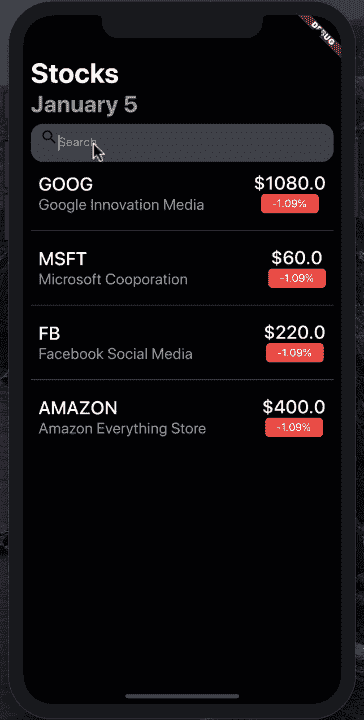 DEBUG
Stocks
January 5
Search
GOOG
$1080.0
Google Innovation Media
-1.09%
MSFT
$60.0
Microsoft Cooporation
-1.09%
FB
$220.0
Facebook Social Media
-1.09%
AMAZON
$400.0
Amazon Everything Store
-1.09%